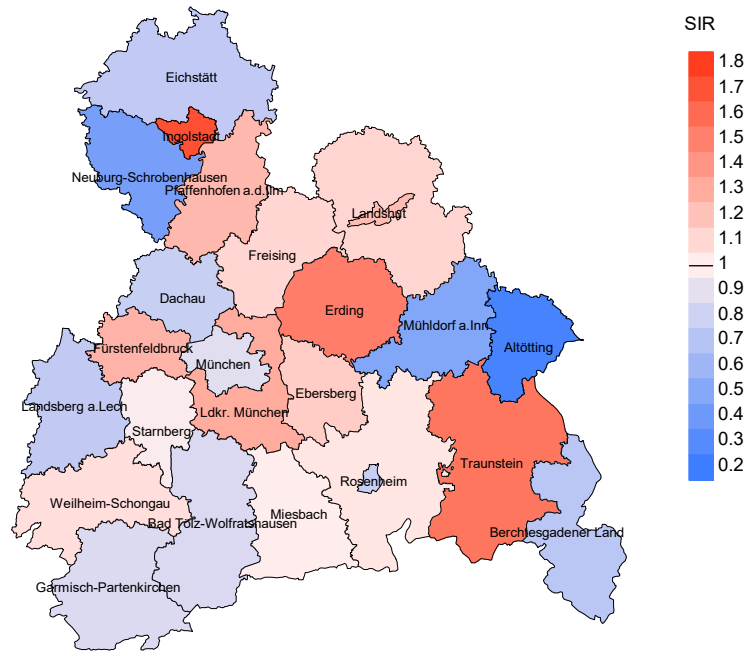 SIR
1.8
1.7
1.6
1.5
1.4
1.3
1.2
1.1
1
0.9
0.8
0.7
0.6
0.5
0.4
0.3
0.2
Eichstätt
Ingolstadt
Neuburg-Schrobenhausen
Pfaffenhofen a.d.Ilm
Landshut
Freising
Dachau
Erding
Mühldorf a.Inn
Altötting
Fürstenfeldbruck
München
Ebersberg
Landsberg a.Lech
Ldkr. München
Starnberg
Traunstein
Rosenheim
Weilheim-Schongau
Miesbach
Bad Tölz-Wolfratshausen
Berchtesgadener Land
Garmisch-Partenkirchen